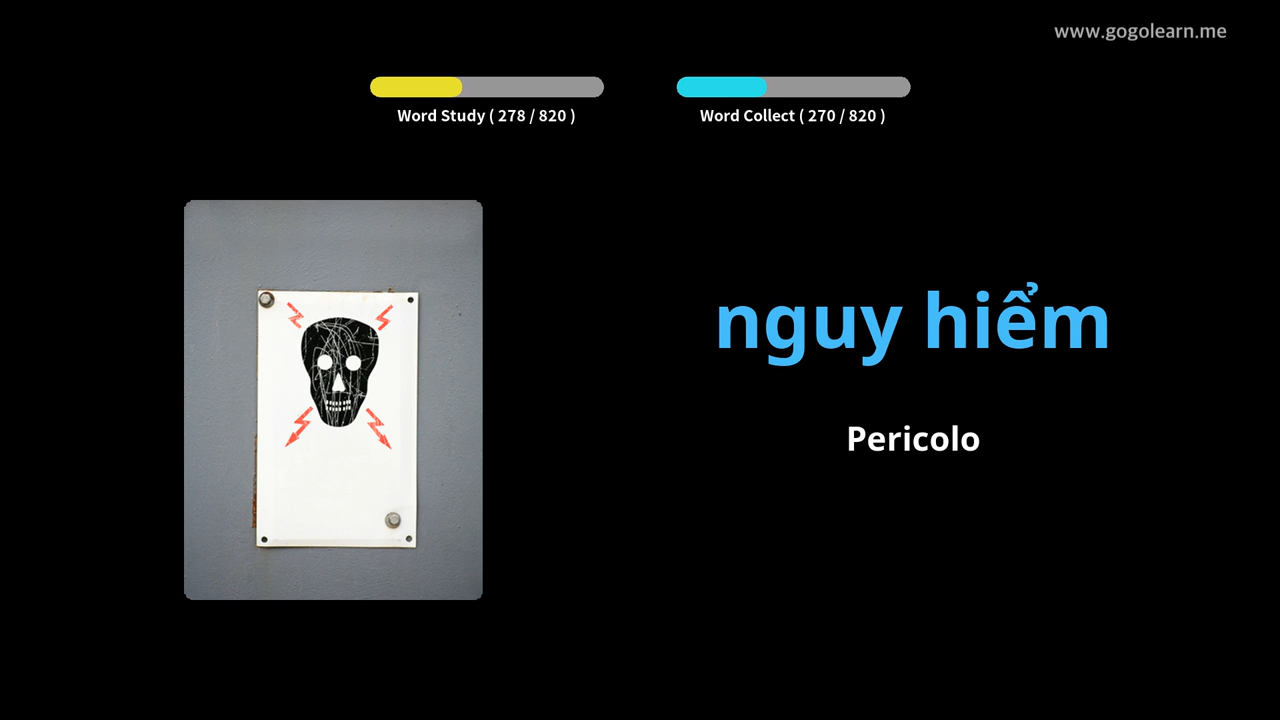 www.gogolearn.me
Word Study ( 278 / 820 )
Word Collect ( 270 / 820 )
nguy hiểm
Pericolo